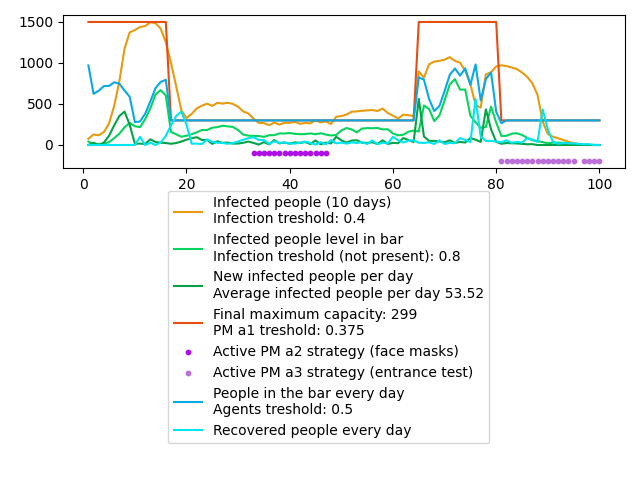 1500
1000
500
0
0 20 40 60 80 100
Infected people (10 days)
Infection treshold: 0.4
Infected people level in bar
Infection treshold (not present): 0.8
New infected people per day
Average infected people per day 53.52
Final maximum capacity: 299
PM a1 treshold: 0.375
Active PM a2 strategy (face masks)
Active PM a3 strategy (entrance test)
People in the bar every day
Agents treshold: 0.5
Recovered people every day